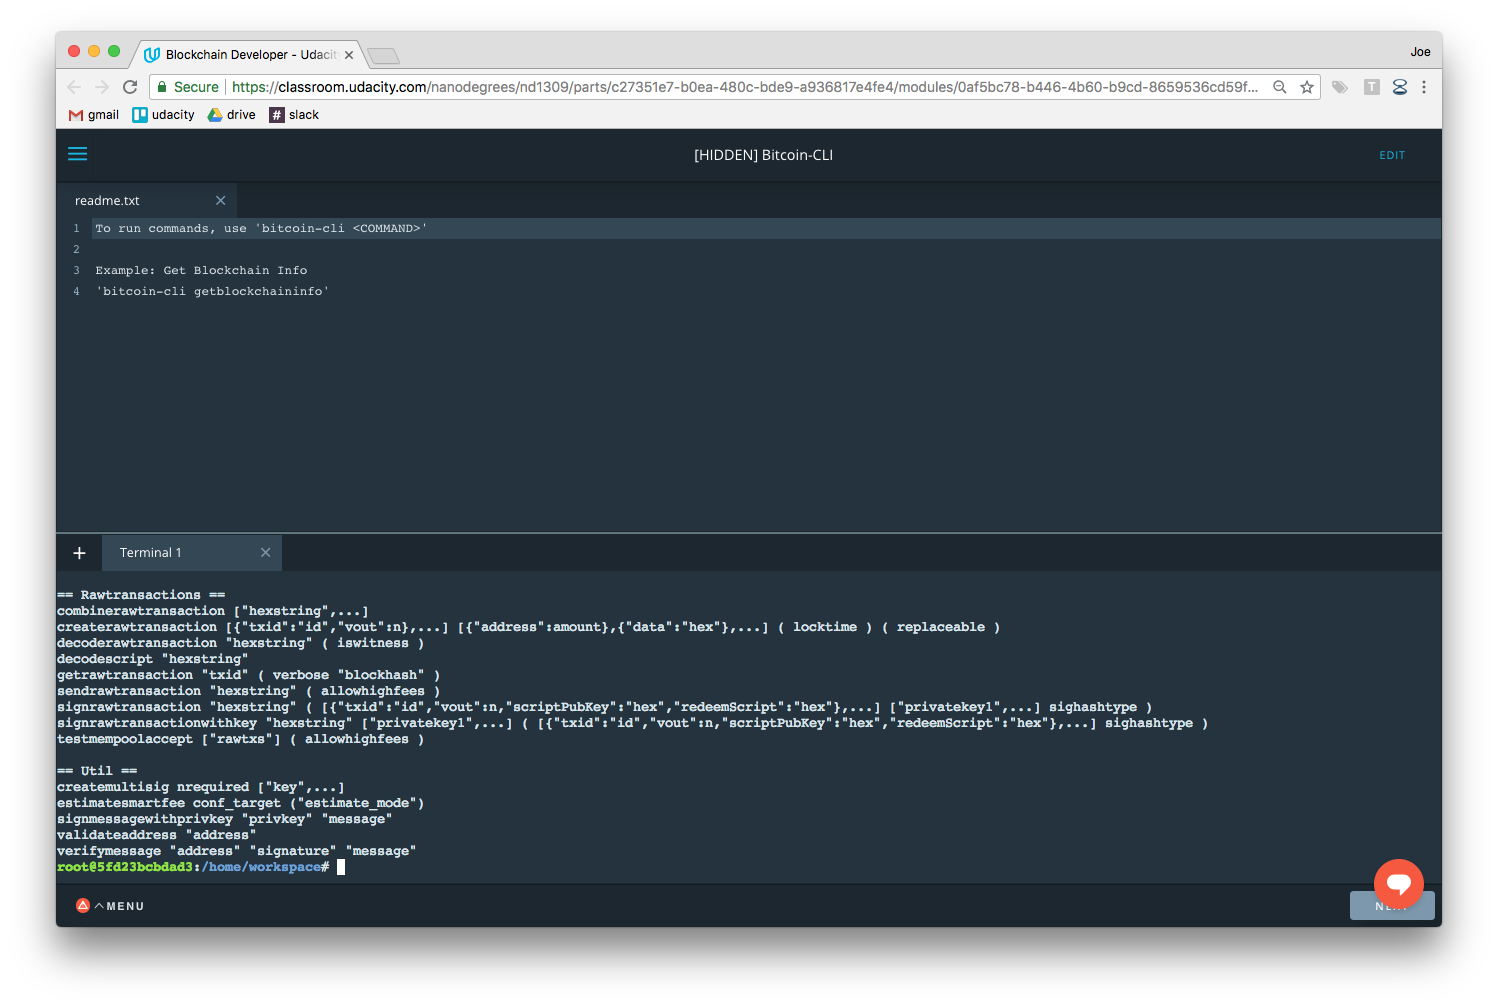 Blockchain Developer - Udacit
Joe
Secure
https://classroom.udacity.com/nanodegrees/nd1309/parts/c27351e7-b0ea-480c-bde9-a936817e4fe4/modules/0af5bc78-b446-4b60-b9cd-8659536cd59f...
T
gmail udacity drive # slack
[HIDDEN] Bitcoin-CLI
EDIT
readme.txt
1 To run commands, use 'bitcoin-cli <COMMAND>'
2
3 Example: Get Blockchain Info
4 'bitcoin-cli getblockchaininfo'
+ Terminal 1
== Rawtransactions ==
combinerawtransaction ["hexstring",...]
createrawtransaction [{"txid":"id","vout":n},...] [{"address":amount},{"data":"hex"},...] ( locktime ) ( replaceable )
decoderawtransaction "hexstring" ( iswitness )
decodescript "hexstring"
getrawtransaction "txid" ( verbose "blockhash" )
sendrawtransaction "hexstring" ( allowhighfees )
signrawtransaction "hexstring" ( [{"txid":"id","vout":n,"scriptPubKey":"hex","redeemScript":"hex"},...] ["privatekey1",...] sighashtype )
signrawtransactionwithkey "hexstring" ["privatekey1",...] ( [{"txid":"id","vout":n,"scriptPubKey":"hex","redeemScript":"hex"},...] sighashtype )
testmempoolaccept ["rawtxs"] ( allowhighfees )
== Util ==
createmultisig nrequired ["key",...]
estimatesmartfee conf_target ("estimate_mode")
signmessagewithprivkey "privkey" "message"
validateaddress "address"
verifymessage "address" "signature" "message"
root@5fd23bcbdad3:/home/workspace#
MENU